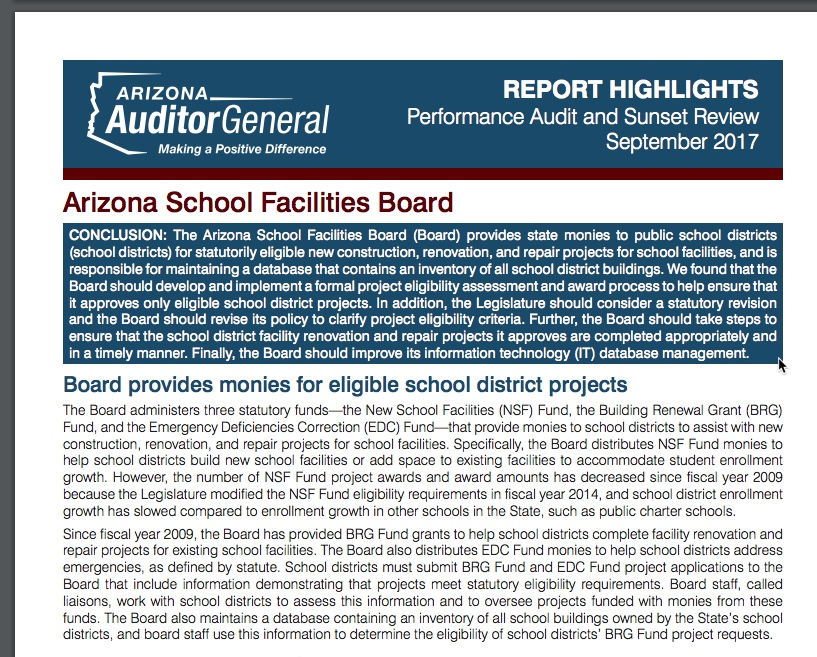 ARIZONA
AuditorGeneral
Making a Positive Difference
REPORT HIGHLIGHTS
Performance Audit and Sunset Review
September 2017
Arizona School Facilities Board
CONCLUSION: The Arizona School Facilities Board (Board) provides state monies to public school districts
(school districts) for statutorily eligible new construction, renovation, and repair projects for school facilities, and is
responsible for maintaining a database that contains an inventory of all school district buildings. We found that the
Board should develop and implement a formal project eligibility assessment and award process to help ensure that
it approves only eligible school district projects. In addition, the Legislature should consider a statutory revision
and the Board should revise its policy to clarify project eligibility criteria. Further, the Board should take steps to
ensure that the school district facility renovation and repair projects it approves are completed appropriately and
in a timely manner. Finally, the Board should improve its information technology (IT) database management.
Board provides monies for eligible school district projects
The Board administers three statutory funds—the New School Facilities (NSF) Fund, the Building Renewal Grant (BRG)
Fund, and the Emergency Deficiencies Correction (EDC) Fund—that provide monies to school districts to assist with new
construction, renovation, and repair projects for school facilities. Specifically, the Board distributes NSF Fund monies to
help school districts build new school facilities or add space to existing facilities to accommodate student enrollment
growth. However, the number of NSF Fund project awards and award amounts has decreased since fiscal year 2009
because the Legislature modified the NSF Fund eligibility requirements in fiscal year 2014, and school district enrollment
growth has slowed compared to enrollment growth in other schools in the State, such as public charter schools.
Since fiscal year 2009, the Board has provided BRG Fund grants to help school districts complete facility renovation and
repair projects for existing school facilities. The Board also distributes EDC Fund monies to help school districts address
emergencies, as defined by statute. School districts must submit BRG Fund and EDC Fund project applications to the
Board that include information demonstrating that projects meet statutory eligibility requirements. Board staff, called
liaisons, work with school districts to assess this information and to oversee projects funded with monies from these
funds. The Board also maintains a database containing an inventory of all school buildings owned by the State's school
districts, and board staff use this information to determine the eligibility of school districts' BRG Fund project requests.